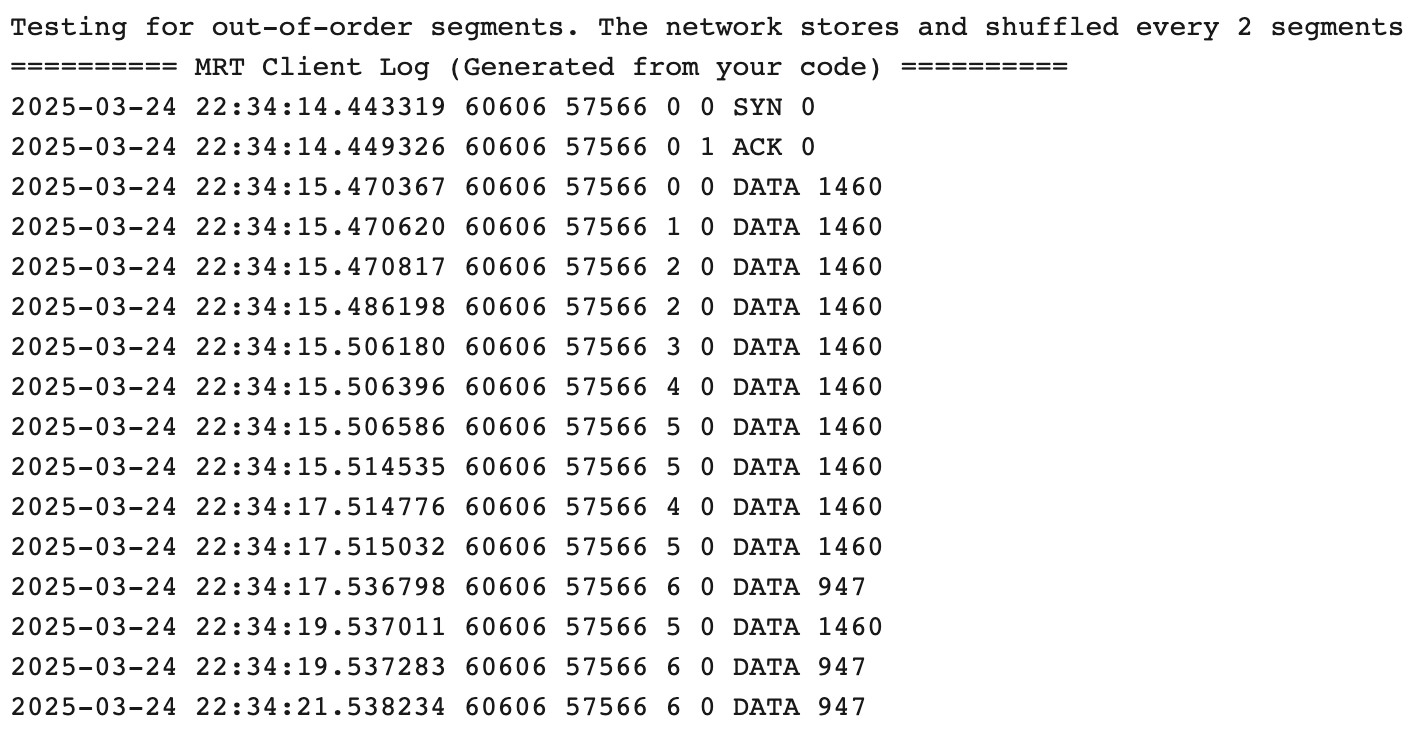 Testing for out-of-order segments. The network stores and shuffled every 2 segments
========== MRT Client Log (Generated from your code) ==========
2025-03-24 22:34:14.443319 60606 57566 0 0 SYN 0
2025-03-24 22:34:14.449326 60606 57566 0 1 ACK 0
2025-03-24 22:34:15.470367 60606 57566 0 0 DATA 1460
2025-03-24 22:34:15.470620 60606 57566 1 0 DATA 1460
2025-03-24 22:34:15.470817 60606 57566 2 0 DATA 1460
2025-03-24 22:34:15.486198 60606 57566 2 0 DATA 1460
2025-03-24 22:34:15.506180 60606 57566 3 0 DATA 1460
2025-03-24 22:34:15.506396 60606 57566 4 0 DATA 1460
2025-03-24 22:34:15.506586 60606 57566 5 0 DATA 1460
2025-03-24 22:34:15.514535 60606 57566 5 0 DATA 1460
2025-03-24 22:34:17.514776 60606 57566 4 0 DATA 1460
2025-03-24 22:34:17.515032 60606 57566 5 0 DATA 1460
2025-03-24 22:34:17.536798 60606 57566 6 0 DATA 947
2025-03-24 22:34:19.537011 60606 57566 5 0 DATA 1460
2025-03-24 22:34:19.537283 60606 57566 6 0 DATA 947
2025-03-24 22:34:21.538234 60606 57566 6 0 DATA 947